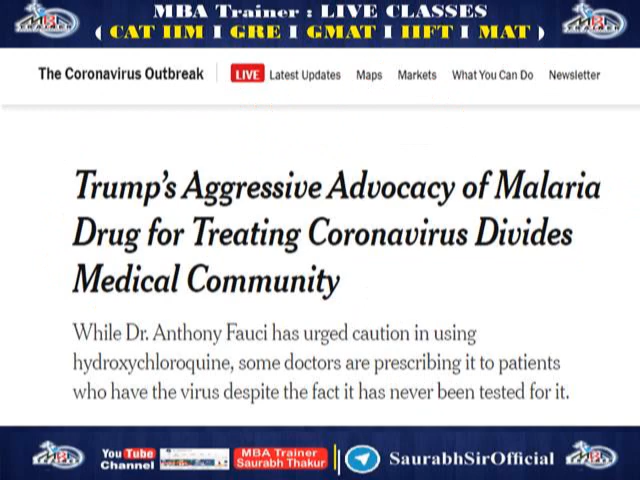 MBA Trainer : LIVE CLASSES
( CAT IIM I GRE I GMAT I IIFT I MAT )
The Coronavirus Outbreak LIVE Latest Updates Maps Markets What You Can Do Newsletter
Trump's Aggressive Advocacy of Malaria
Drug for Treating Coronavirus Divides
Medical Community
While Dr. Anthony Fauci has urged caution in using
hydroxychloroquine, some doctors are prescribing it to patients
who have the virus despite the fact it has never been tested for it.
You Tube MBA Trainer SaurabhSirOfficial
Channel Saurabh Thakur